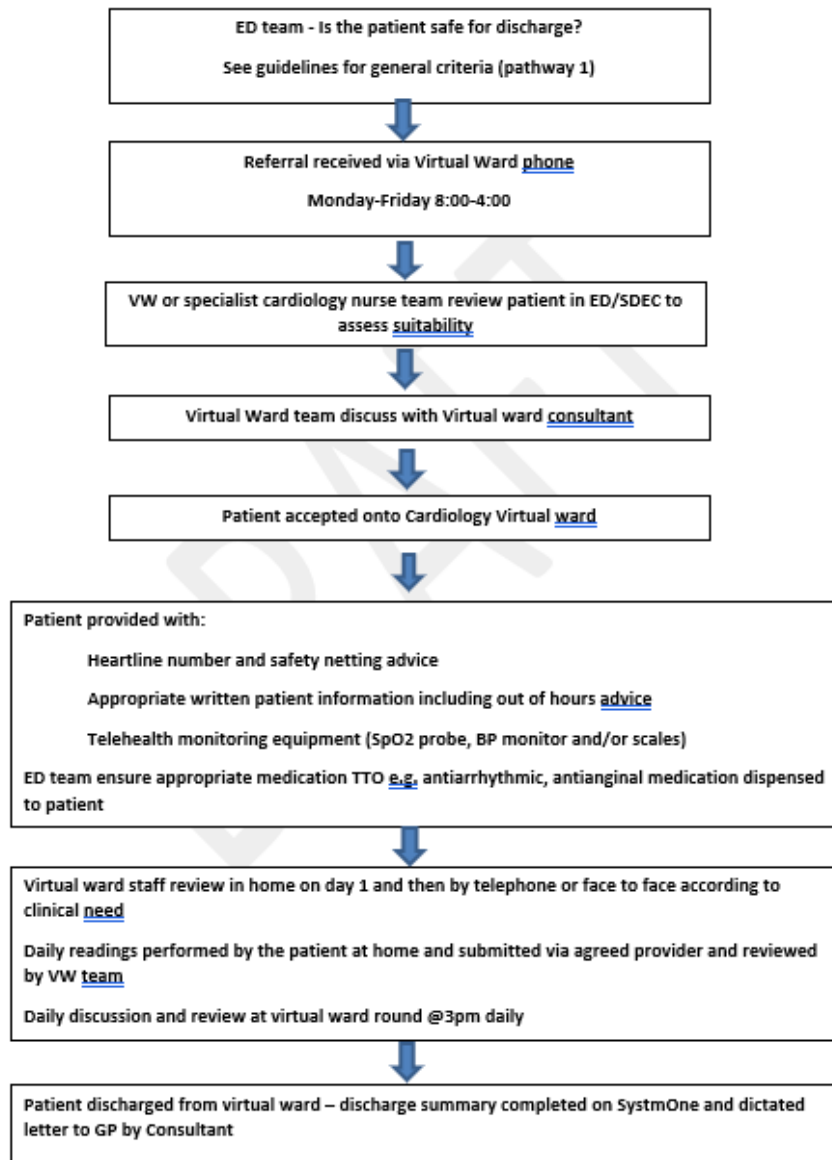 ED team - Is the patient safe for discharge?
See guidelines for general criteria (pathway 1)
Referral received via Virtual Ward phone
Monday-Friday 8:00-4:00
VW or specialist cardiology nurse team review patient in ED/SDEC to
assess suitability
Virtual Ward team discuss with Virtual ward consultant
Patient accepted onto Cardiology Virtual ward
Patient provided with:
Heartline number and safety netting advice
Appropriate written patient information including out of hours advice
Telehealth monitoring equipment (SpO2 probe, BP monitor and/or scales)
ED team ensure appropriate medication TTO e.g. antiarrhythmic, antianginal medication dispensed
to patient
Virtual ward staff review in home on day 1 and then by telephone or face to face according to
clinical need
Daily readings performed by the patient at home and submitted via agreed provider and reviewed
by VW team
Daily discussion and review at virtual ward round @3pm daily
Patient discharged from virtual ward – discharge summary completed on SystmOne and dictated
letter to GP by Consultant
DRAFT